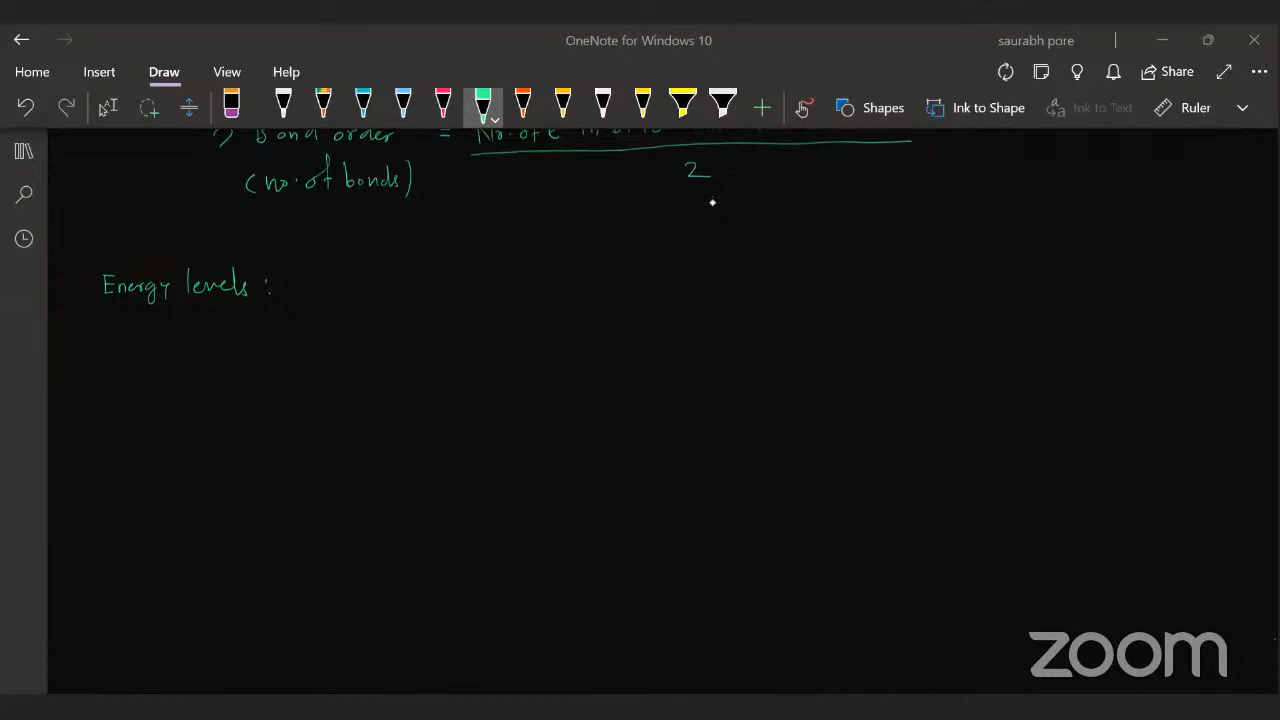 OneNote for Windows 10
saurabh pore
Home Insert Draw View Help
Share
Shapes
Ink to Shape
Ink to Text
Ruler
Bond order =
(no. of bonds)
2
Energy levels :
zoom